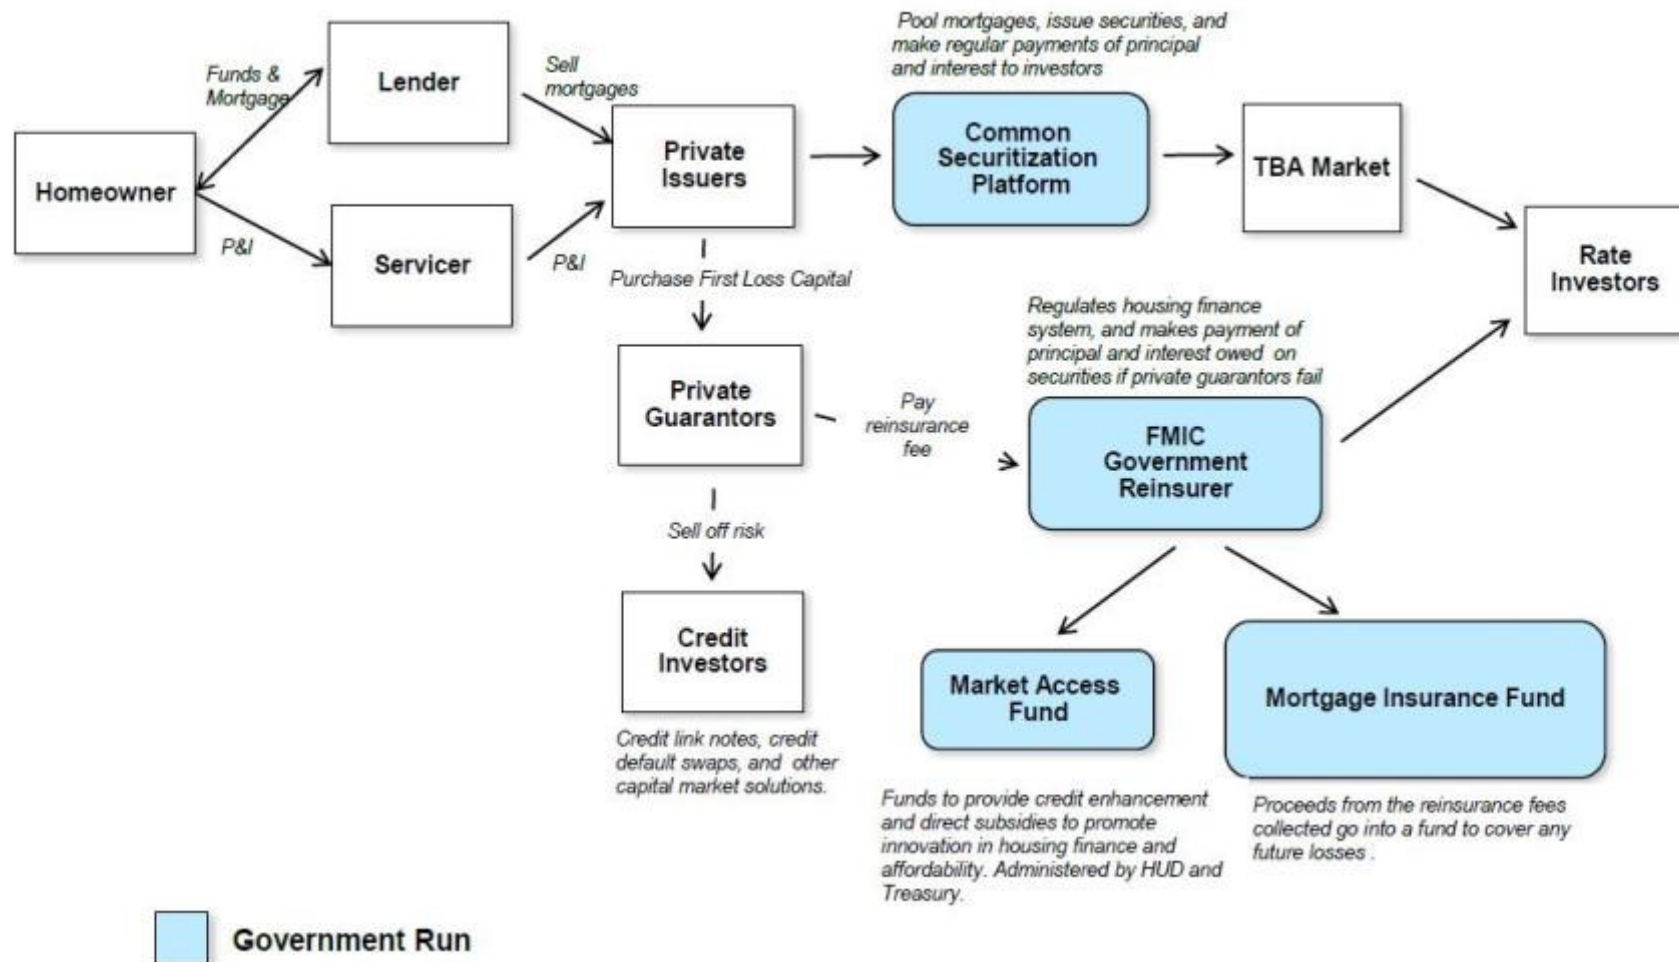 Pool mortgages, issue securities, and
make regular payments of principal
and interest to investors
Funds &
Mortgage
Lender
Sell
mortgages
Homeowner
Private
Issuers
Common
Securitization
Platform
TBA Market
P&I
Servicer
P&I
Rate
Investors
Purchase First Loss Capital
Regulates housing finance
system, and makes payment of
principal and interest owed on
securities if private guarantors fail
Private
Guarantors
Pay
reinsurance
fee
FMIC
Government
Reinsurer
Sell off risk
Credit
Investors
Market Access
Fund
Mortgage Insurance Fund
Credit link notes, credit
default swaps, and other
capital market solutions.
Funds to provide credit enhancement
and direct subsidies to promote
innovation in housing finance and
affordability. Administered by HUD and
Treasury.
Proceeds from the reinsurance fees
collected go into a fund to cover any
future losses .
Government Run